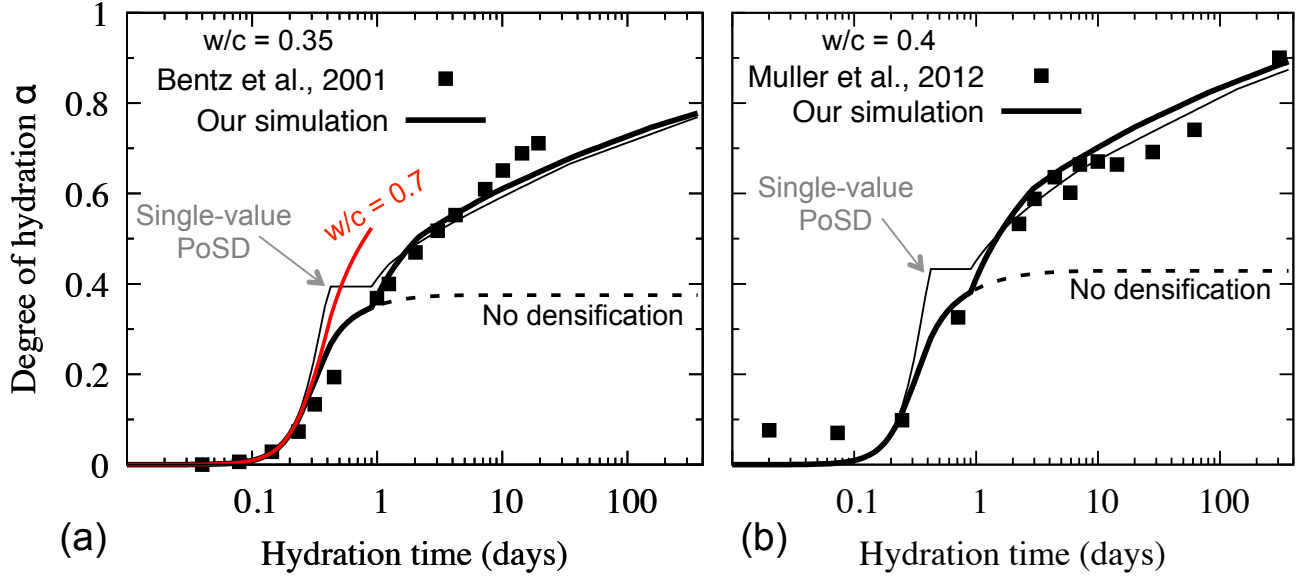 w/c = 0.35
Bentz et al., 2001
Our simulation
w/c = 0.7
Single-value
PoSD
No densification
Degree of hydration α
0
0.2
0.4
0.6
0.8
1
0.1
1
10
100
(a)
Hydration time (days)
w/c = 0.4
Muller et al., 2012
Our simulation
Single-value
PoSD
No densification
0.1
1
10
100
(b)
Hydration time (days)